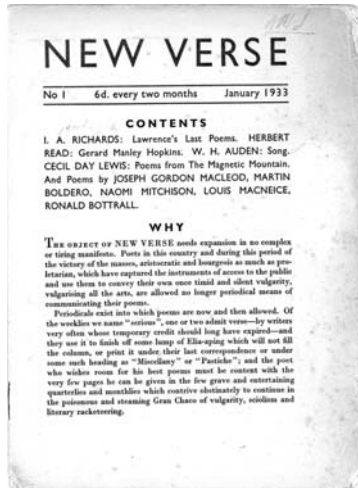 NEW VERSE
No 1 6d. every two months January 1933
CONTENTS
I. A. RICHARDS: Lawrence's Last Poems. HERBERT
READ: Gerard Manley Hopkins. W. H. AUDEN: Song.
CECIL DAY LEWIS: Poems from The Magnetic Mountain.
And Poems by JOSEPH GORDON MACLEOD, MARTIN
BOLDERO, NAOMI MITCHISON, LOUIS MACNEICE,
RONALD BOTTRALL.
WHY
THE OBJECT OF NEW VERSE needs expansion in no complex
or tiring manifesto. Poets in this country and during this period of
the victory of the masses, aristocratic and bourgeois as much as pro-
letarian, which have captured the instruments of access to the public
and use them to convey their own once timid and silent vulgarity,
vulgarising all the arts, are allowed no longer periodical means of
communicating their poems.
Periodicals exist into which poems are now and then allowed. Of
the weeklies we name "serious", one or two admit verse—by writers
very often whose temporary credit should long have expired—and
they use it to finish off some lump of Elia-aping which will not fill
the column, or print it under their last correspondence or under
some such heading as "Miscellany" or "Pastiche"; and the poet
who wishes room for his best poems must be content with the
very few pages he can be given in the few grave and entertaining
quarterlies and monthlies which contrive obstinately to continue in
the poisonous and steaming Gran Chaco of vulgarity, sciolism and
literary racketeering.